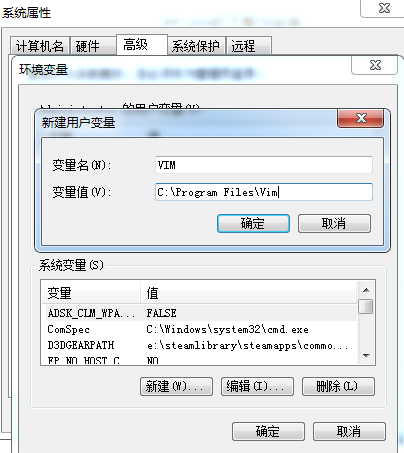 系统属性
计算机名 硬件 高级 系统保护 远程
环境变量
的用户变量(U)
新建用户变量
变量名(N): VIM
变量值(V): C:\Program Files\Vim
确定 取消
系统变量(S)
变量 值
ADSK_CLM_WPA... FALSE
ComSpec C:\Windows\system32\cmd.exe
D3DGEARPATH e:\steamlibrary\steamapps\commo...
FP_NO_HOST_C... NO
新建(W)... 编辑(I)... 删除(L)
确定 取消